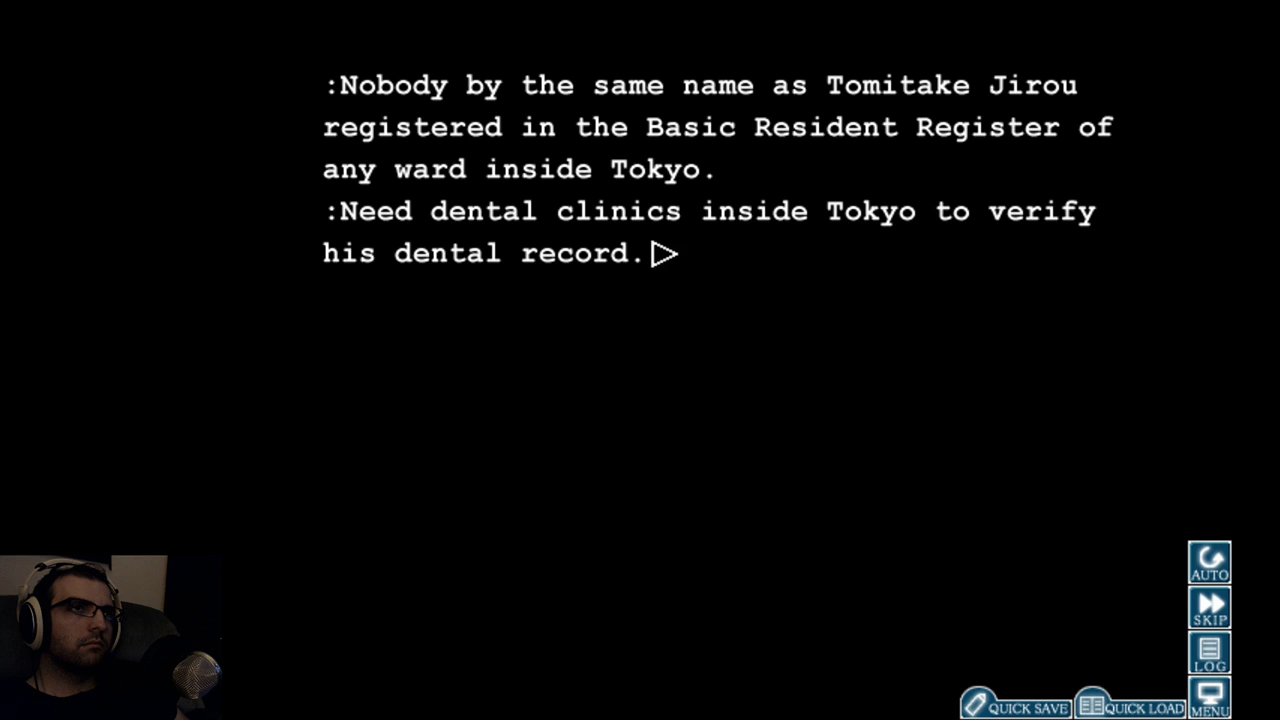 :Nobody by the same name as Tomitake Jirou
registered in the Basic Resident Register of
any ward inside Tokyo.
:Need dental clinics inside Tokyo to verify
his dental record.
AUTO
SKIP
LOG
QUICK SAVE
QUICK LOAD
MENU